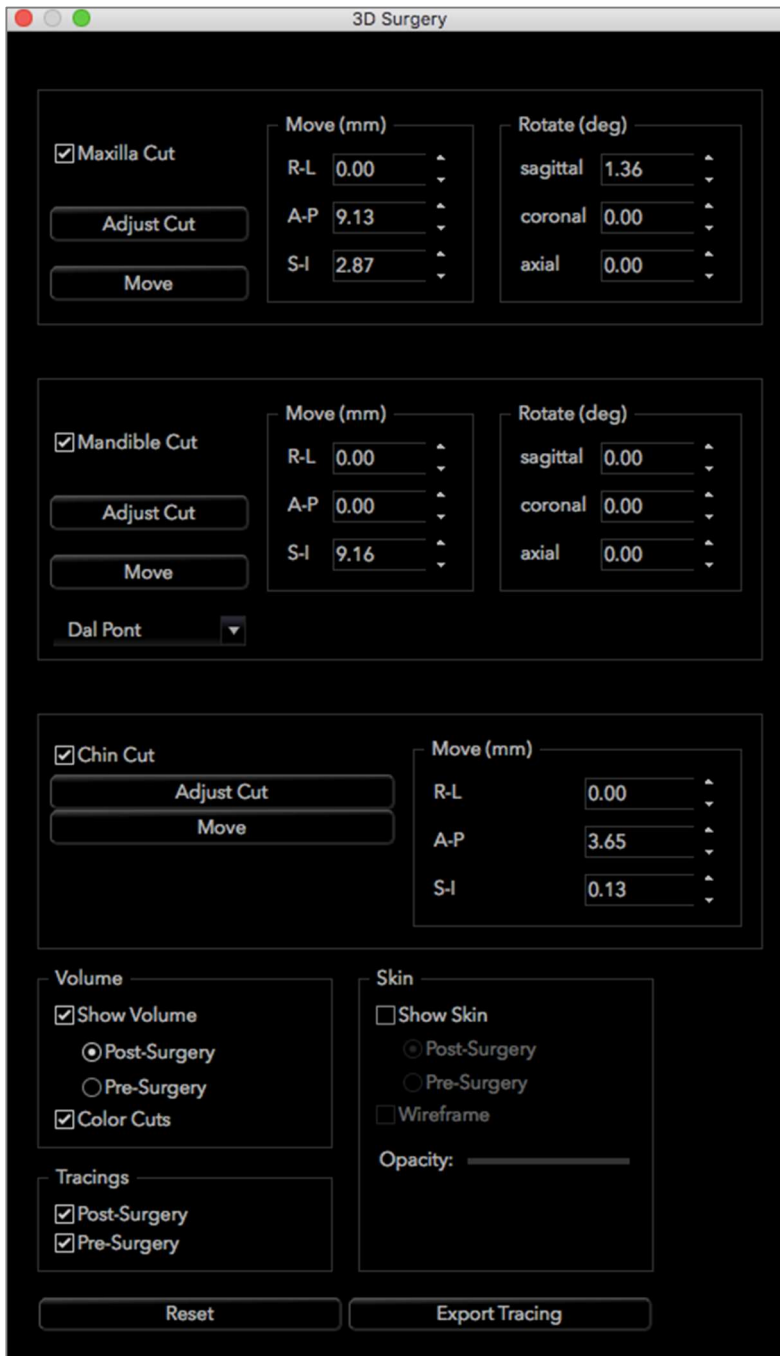 3D Surgery
Maxilla Cut
Adjust Cut
Move
Move (mm)
R-L 0.00
A-P 9.13
S-I 2.87
Rotate (deg)
sagittal 1.36
coronal 0.00
axial 0.00
Mandible Cut
Adjust Cut
Move
Dal Pont
Move (mm)
R-L 0.00
A-P 0.00
S-I 9.16
Rotate (deg)
sagittal 0.00
coronal 0.00
axial 0.00
Chin Cut
Adjust Cut
Move
Move (mm)
R-L 0.00
A-P 3.65
S-I 0.13
Volume
Show Volume
Post-Surgery
Pre-Surgery
Color Cuts
Tracings
Post-Surgery
Pre-Surgery
Skin
Show Skin
Post-Surgery
Pre-Surgery
Wireframe
Opacity:
Reset
Export Tracing